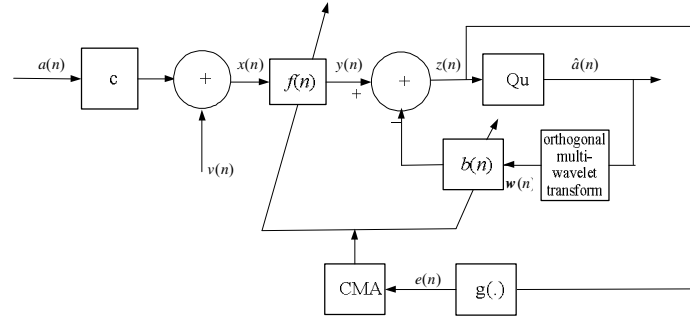 a(n)
c
+
x(n)
f(n)
y(n)
+
+
−
z(n)
Qu
â(n)
v(n)
b(n)
w(n)
orthogonal
multi-
wavelet
transform
CMA
e(n)
g(.)